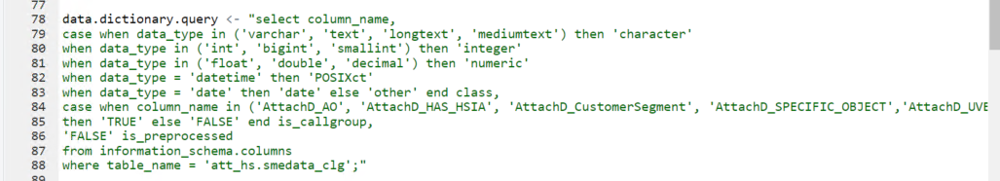 77
78 data.dictionary.query <- "select column_name,
79 case when data_type in ('varchar', 'text', 'longtext', 'mediumtext') then 'character'
80 when data_type in ('int', 'bigint', 'smallint') then 'integer'
81 when data_type in ('float', 'double', 'decimal') then 'numeric'
82 when data_type = 'datetime' then 'POSIXct'
83 when data_type = 'date' then 'date' else 'other' end class,
84 case when column_name in ('AttachD_AO', 'AttachD_HAS_HSIA', 'AttachD_CustomerSegment', 'AttachD_SPECIFIC_OBJECT','AttachD_UVE
85 then 'TRUE' else 'FALSE' end is_callgroup,
86 'FALSE' is_preprocessed
87 from information_schema.columns
88 where table_name = 'att_hs.smedata_clg';"
89